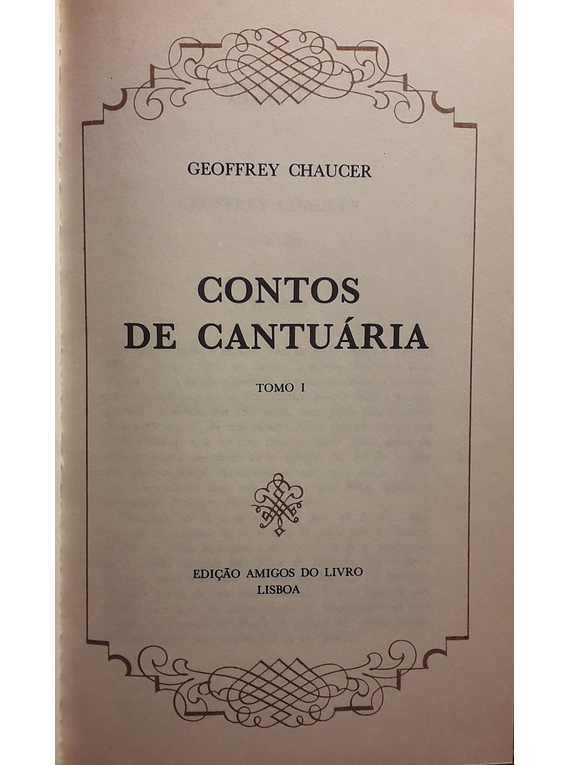 GEOFFREY CHAUCER
CONTOS
DE CANTUÁRIA
TOMO I
EDIÇÃO AMIGOS DO LIVRO
LISBOA